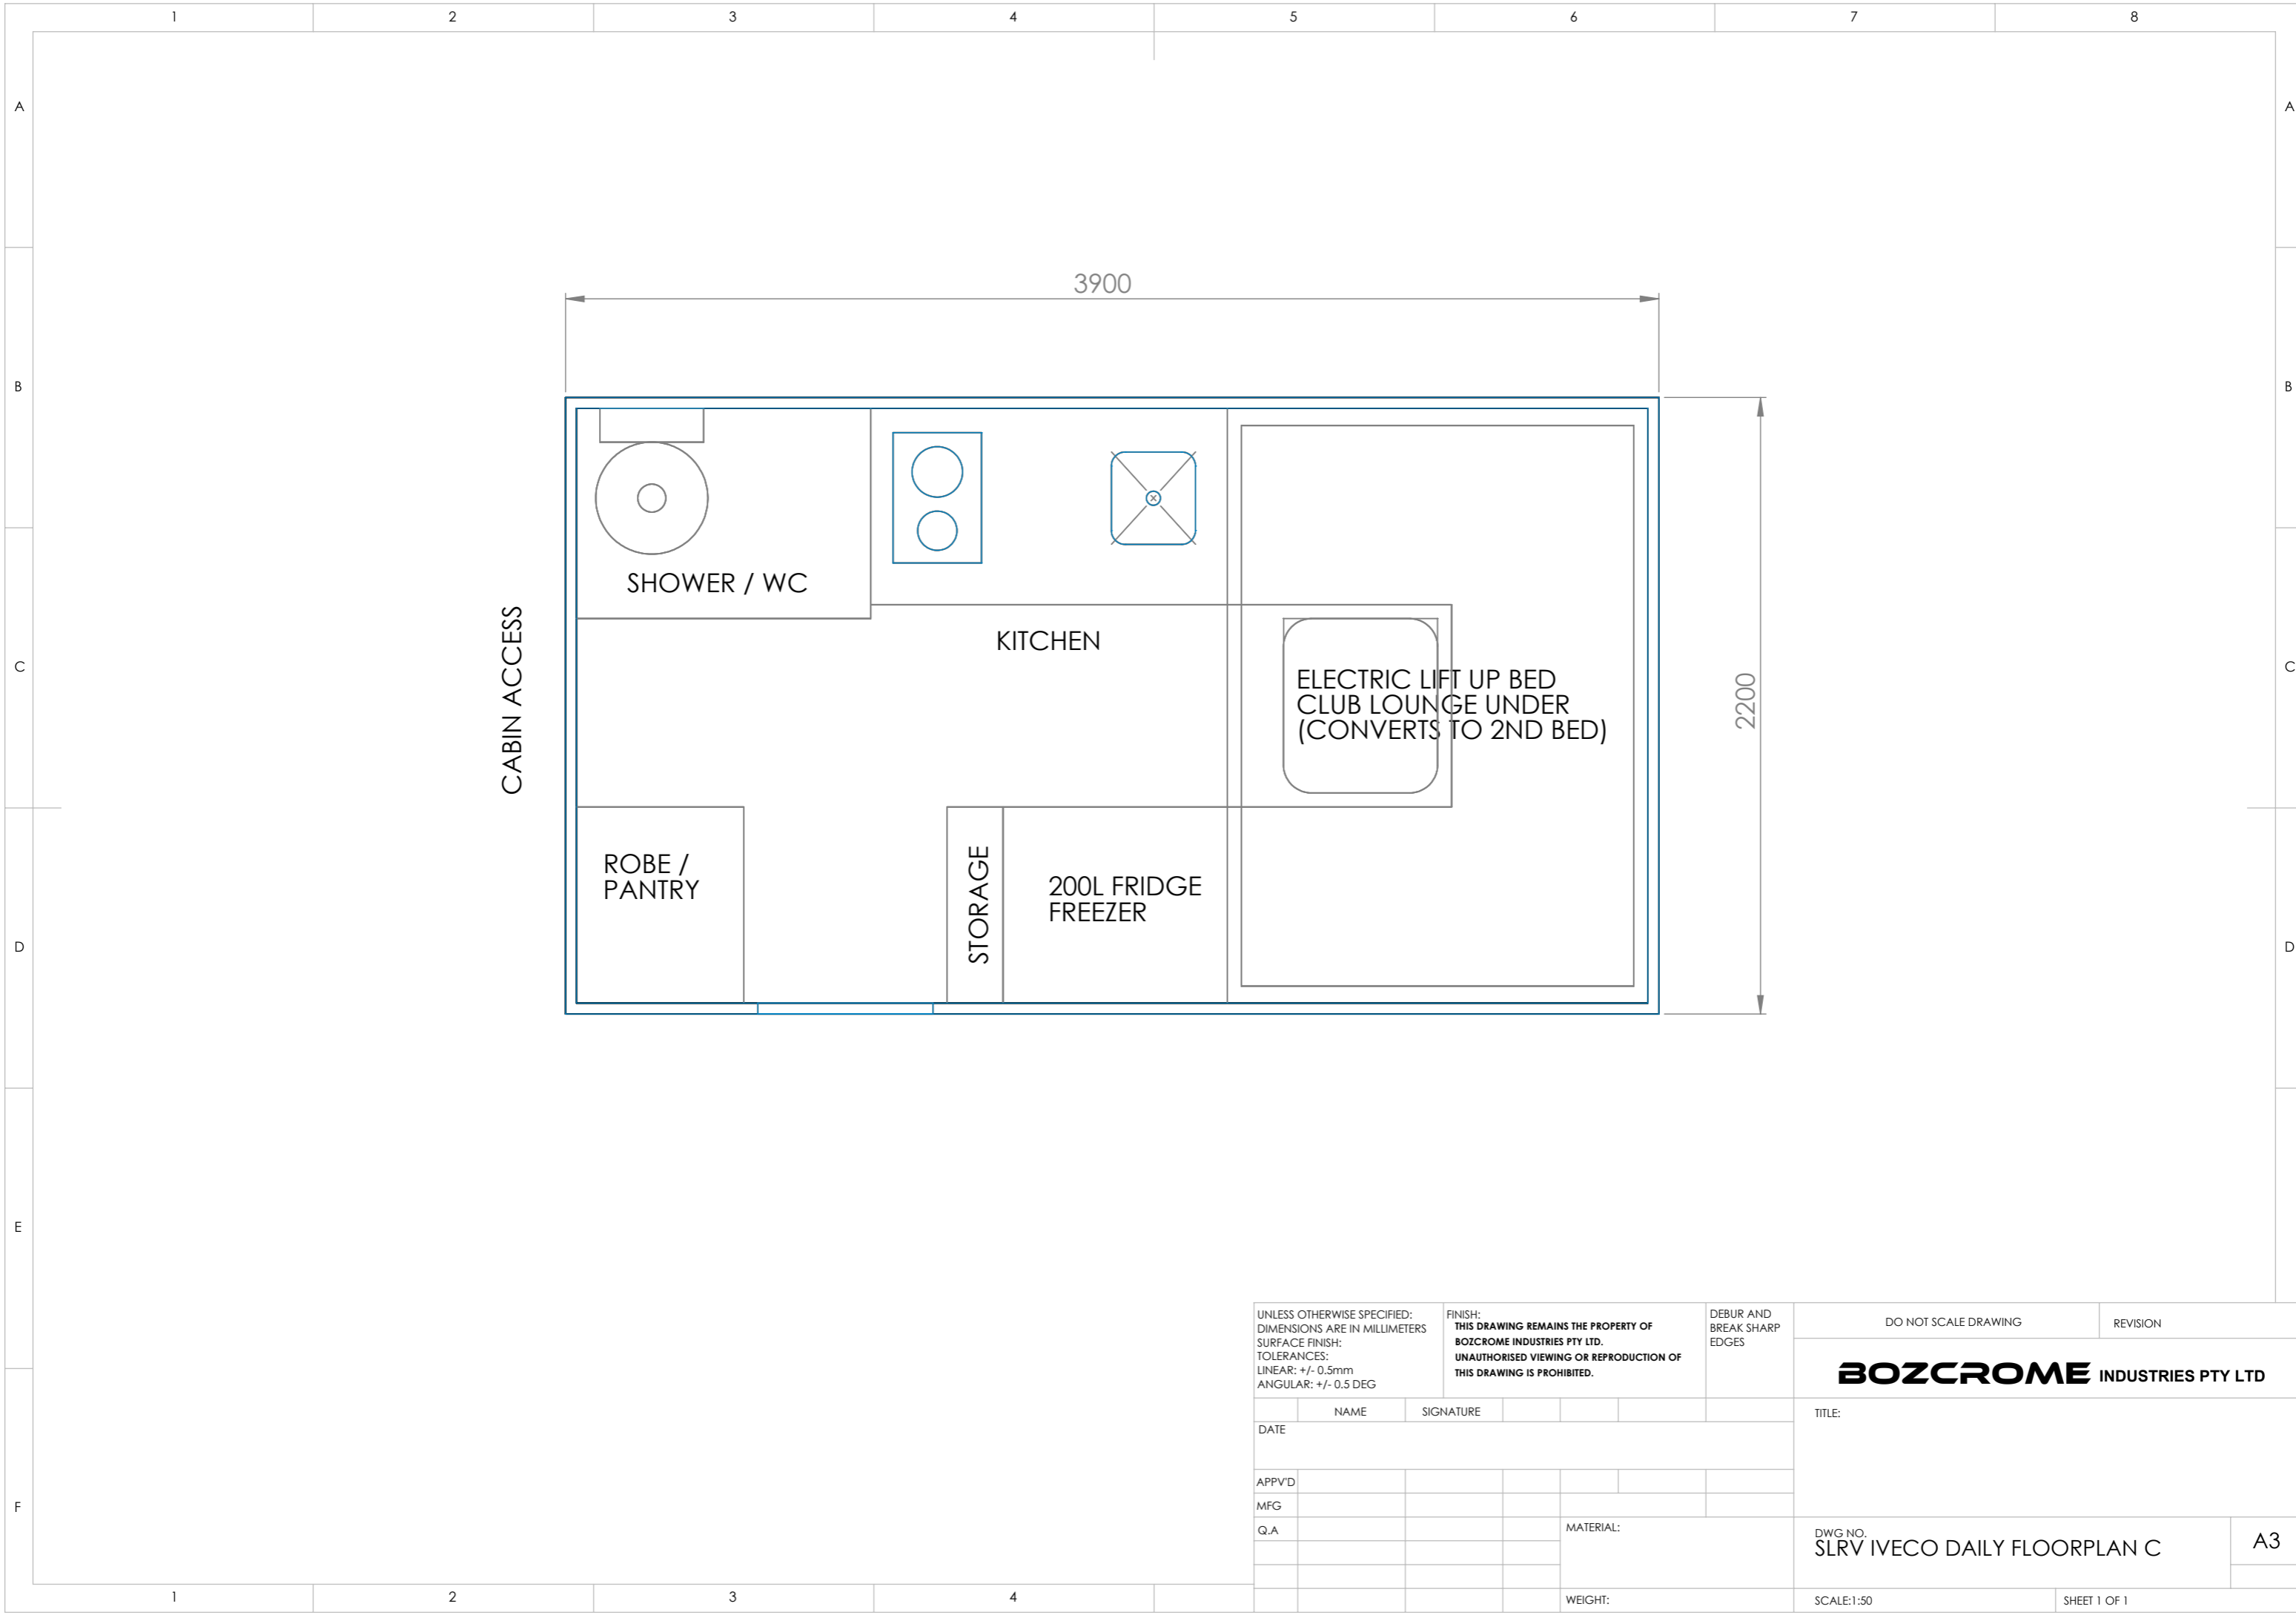 1 2 3 4 5 6 7 8
A A
3900
B B
SHOWER / WC
KITCHEN
CABIN ACCESS
C C
ELECTRIC LIFT UP BED
CLUB LOUNGE UNDER
(CONVERTS TO 2ND BED)
2200
ROBE /
PANTRY
STORAGE
200L FRIDGE
FREEZER
D D
E
F
UNLESS OTHERWISE SPECIFIED:
DIMENSIONS ARE IN MILLIMETERS
SURFACE FINISH:
TOLERANCES:
LINEAR: +/- 0.5mm
ANGULAR: +/- 0.5 DEG
FINISH:
THIS DRAWING REMAINS THE PROPERTY OF
BOZCROME INDUSTRIES PTY LTD.
UNAUTHORISED VIEWING OR REPRODUCTION OF
THIS DRAWING IS PROHIBITED.
DEBUR AND
BREAK SHARP
EDGES
DO NOT SCALE DRAWING
REVISION
BOZCROME INDUSTRIES PTY LTD
NAME SIGNATURE
DATE
APPV'D
MFG
Q.A
MATERIAL:
WEIGHT:
TITLE:
DWG NO.
SLRV IVECO DAILY FLOORPLAN C
A3
SCALE:1:50
SHEET 1 OF 1
1 2 3 4